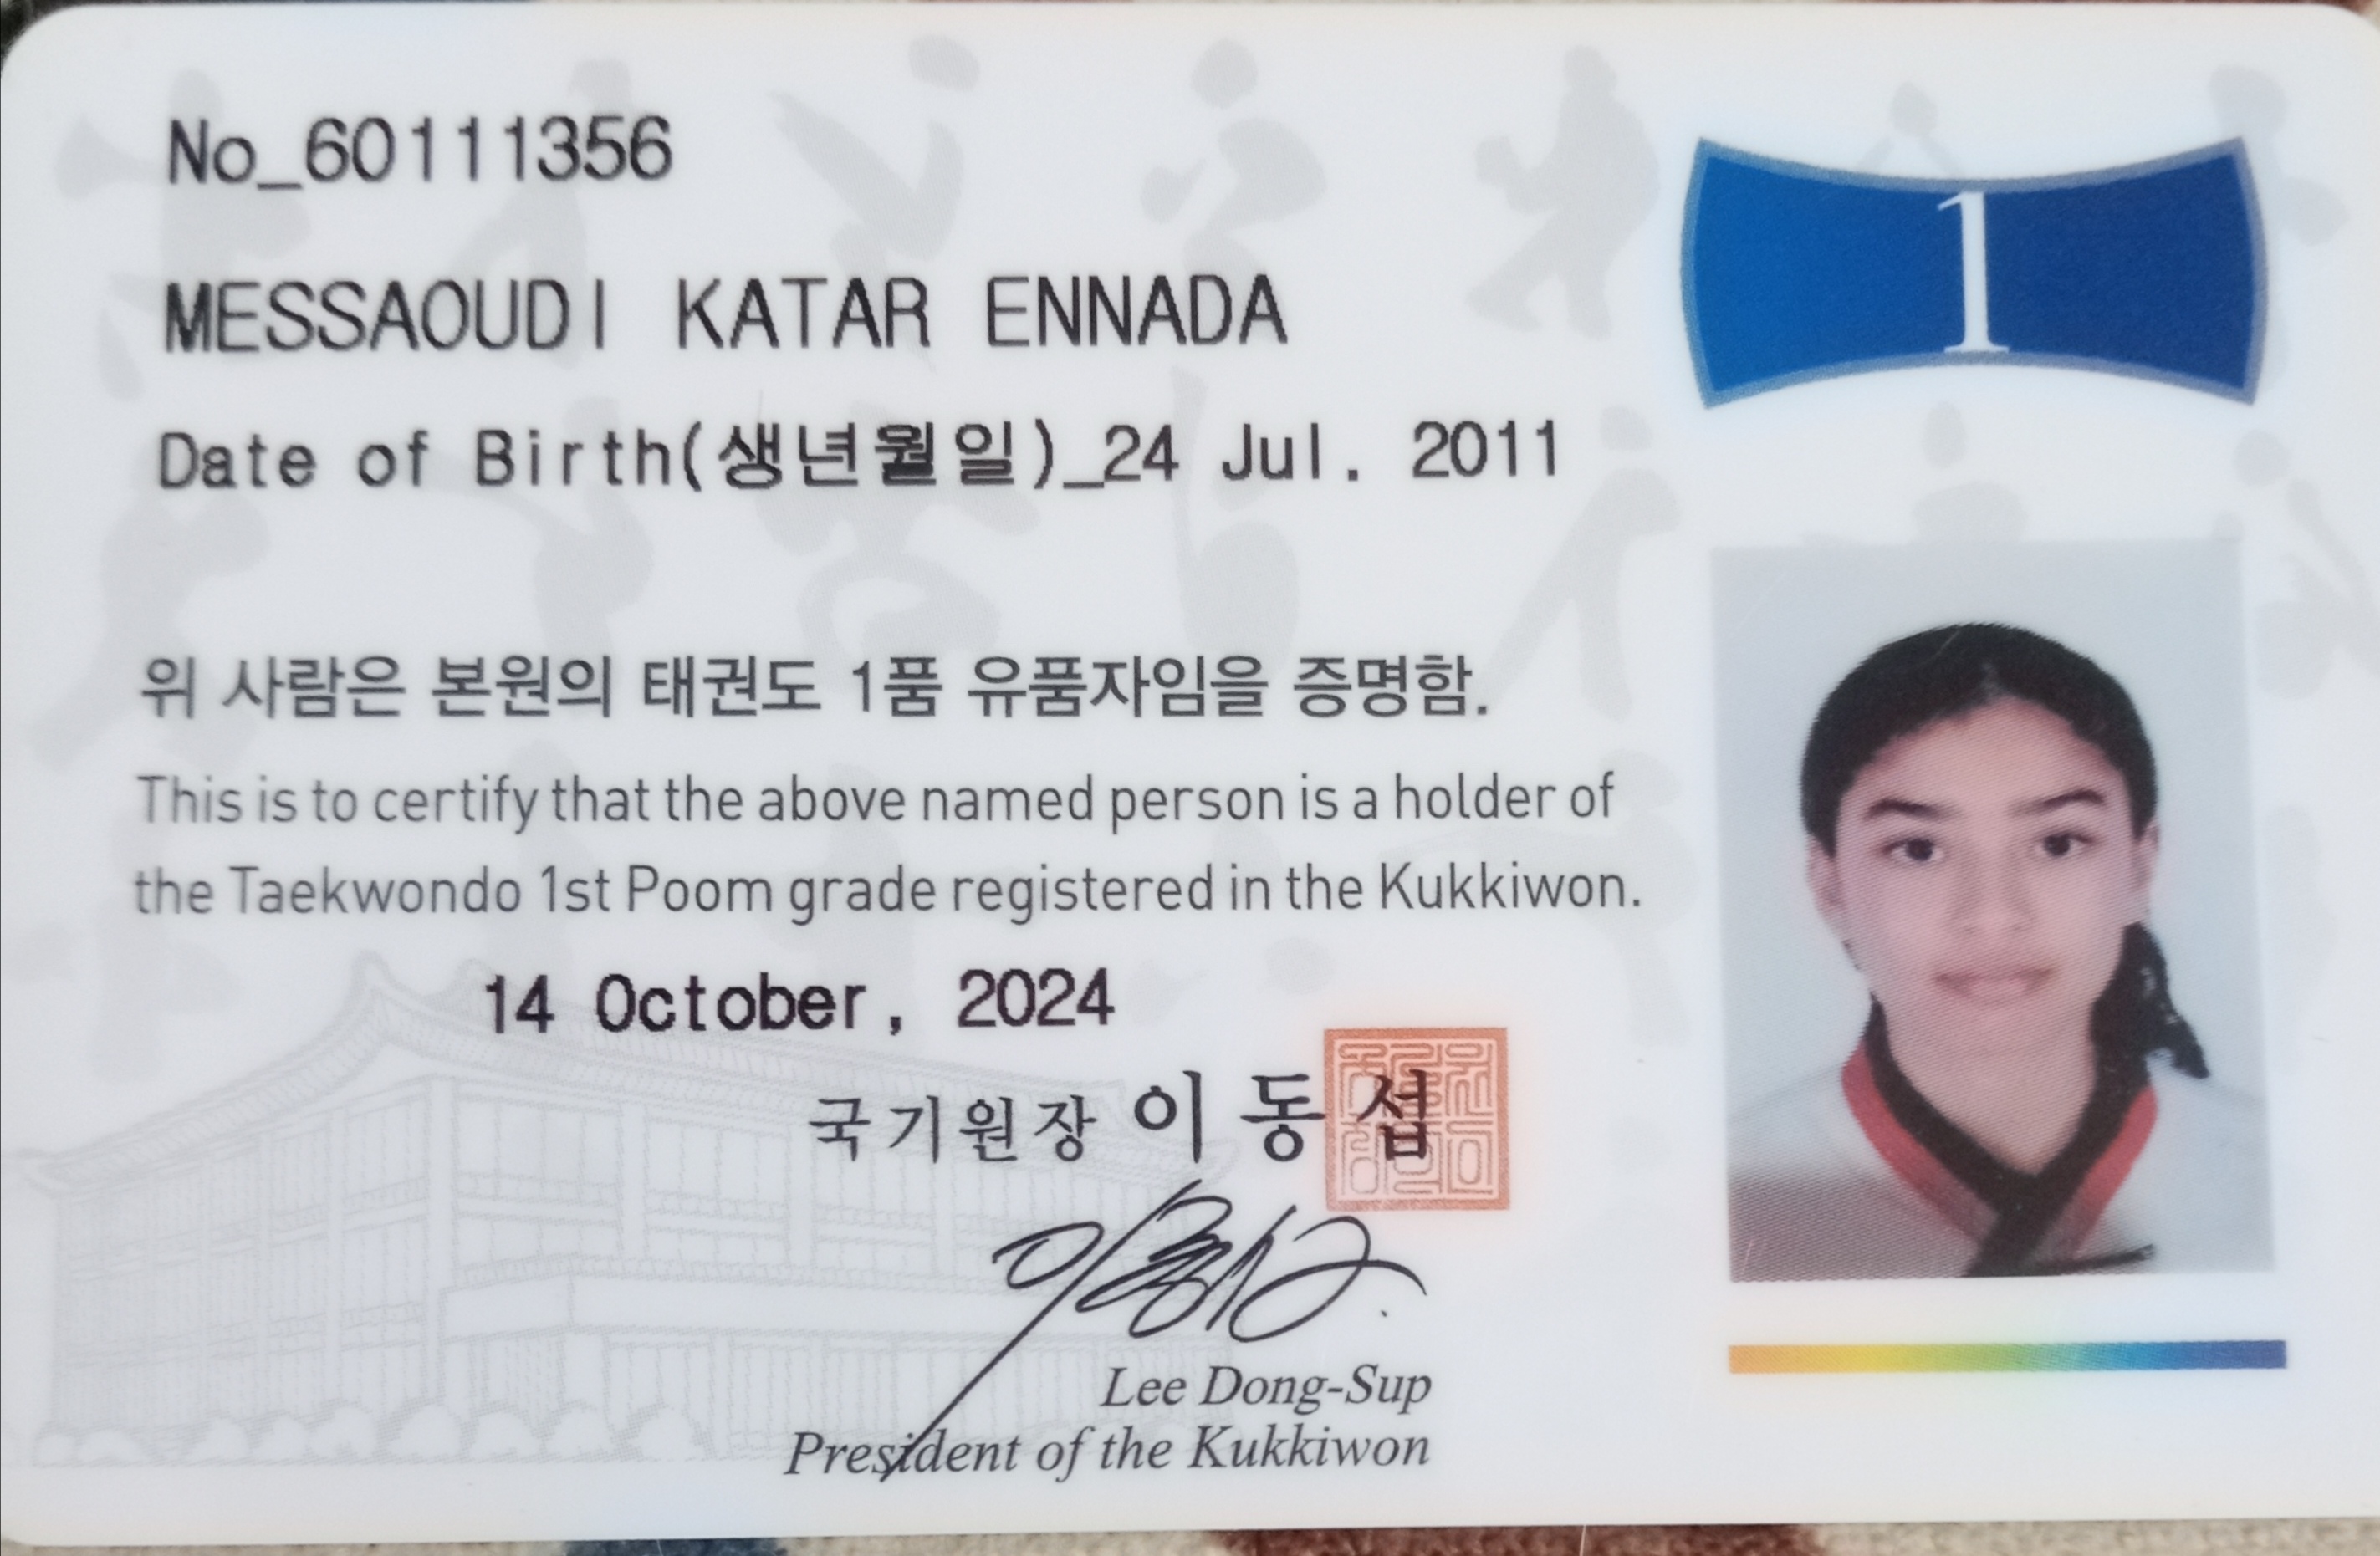 No_60111356
1
MESSAOUDI KATAR ENNADA
Date of Birth(생년월일)_24 Jul. 2011
위 사람은 본원의 태권도 1품 유품자임을 증명함.
This is to certify that the above named person is a holder of
the Taekwondo 1st Poom grade registered in the Kukkiwon.
14 October, 2024
국기원장 이동섭
Lee Dong-Sup
President of the Kukkiwon